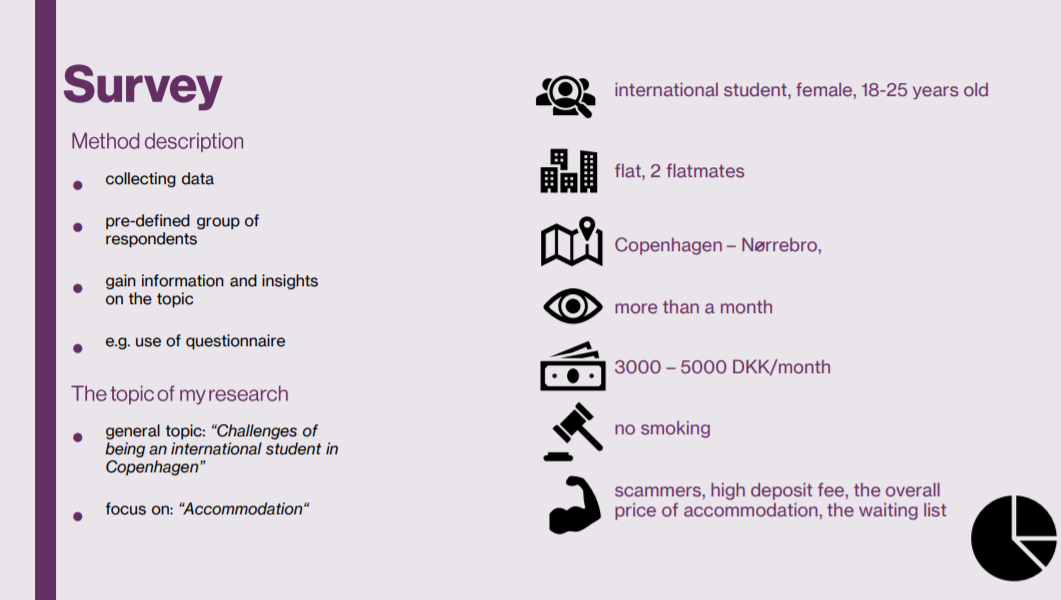 Survey
Method description
collecting data
pre-defined group of
respondents
gain information and insights
on the topic
e.g. use of questionnaire
The topic of my research
general topic: “Challenges of
being an international student in
Copenhagen”
focus on: “Accommodation“
international student, female, 18-25 years old
flat, 2 flatmates
Copenhagen – Nørrebro,
more than a month
3000 – 5000 DKK/month
no smoking
scammers, high deposit fee, the overall
price of accommodation, the waiting list